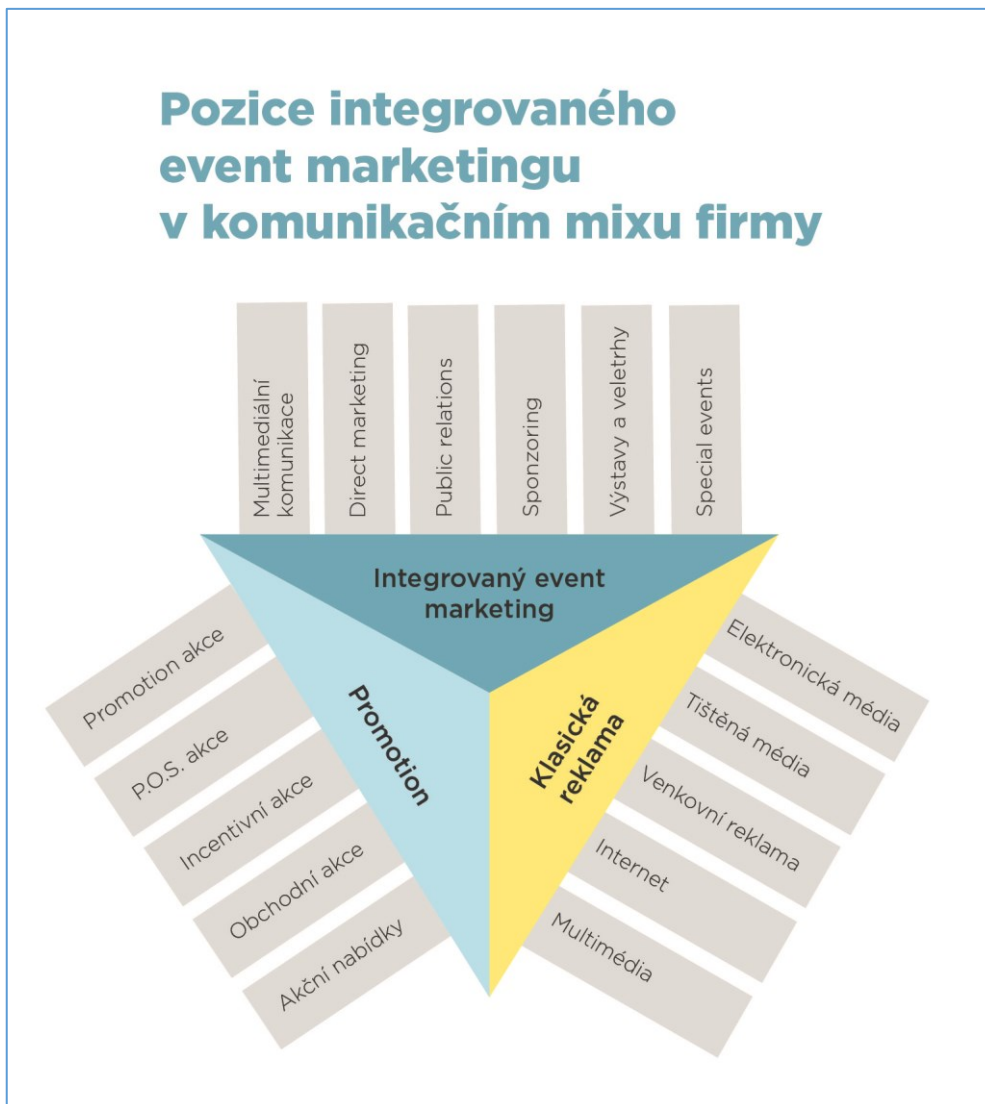 Pozice integrovaného
event marketingu
v komunikačním mixu firmy
Multimediální
komunikace
Direct marketing
Public relations
Sponzoring
Výstavy a veletrhy
Special events
Integrovaný event
marketing
Promotion
Klasická
reklama
Promotion akce
P.O.S. akce
Incentivní akce
Obchodní akce
Akční nabídky
Elektronická média
Tištěná média
Venkovní reklama
Internet
Multimédia